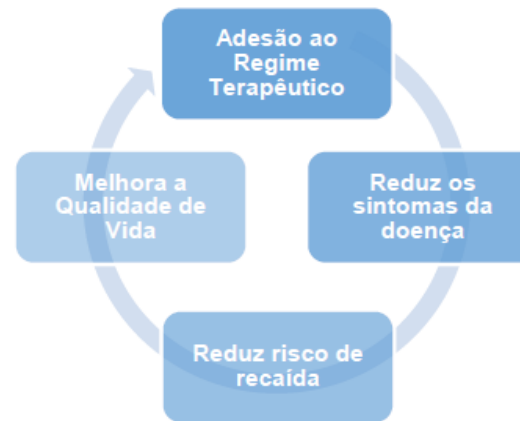 Adesão ao
Regime
Terapêutico
Reduz os
sintomas da
doença
Reduz risco de
recaída
Melhora a
Qualidade de
Vida